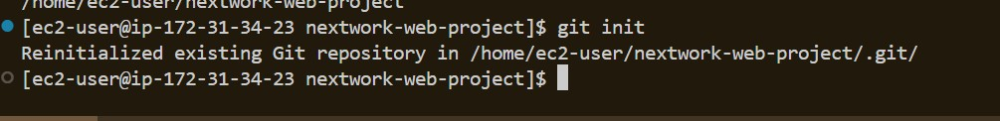 /home/ec2-user/nextwork-web-project
[ec2-user@ip-172-31-34-23 nextwork-web-project]$ git init
Reinitialized existing Git repository in /home/ec2-user/nextwork-web-project/.git/
[ec2-user@ip-172-31-34-23 nextwork-web-project]$